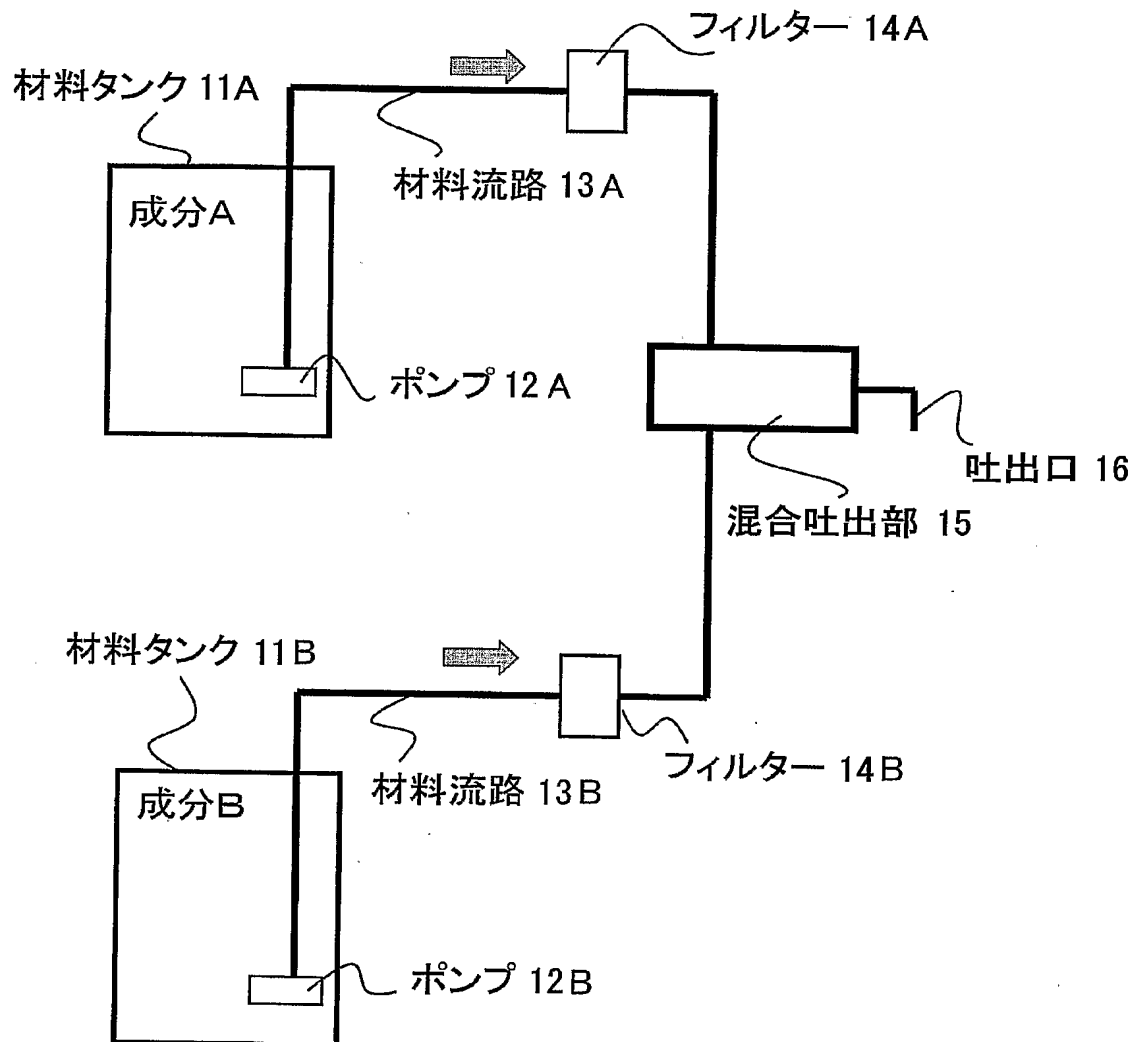 フィルター 14A
材料タンク 11A
材料流路 13A
成分A
ポンプ 12A
吐出口 16
混合吐出部 15
材料タンク 11B
フィルター 14B
材料流路 13B
成分B
ポンプ 12B